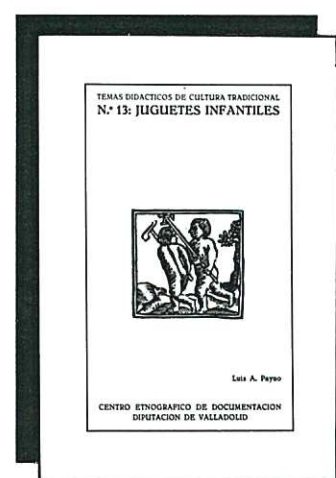 TEMAS DIDACTICOS DE CULTURA TRADICIONAL
N.º 13: JUGUETES INFANTILES
Luis A. Payno
CENTRO ETNOGRAFICO DE DOCUMENTACION
DIPUTACION DE VALLADOLID